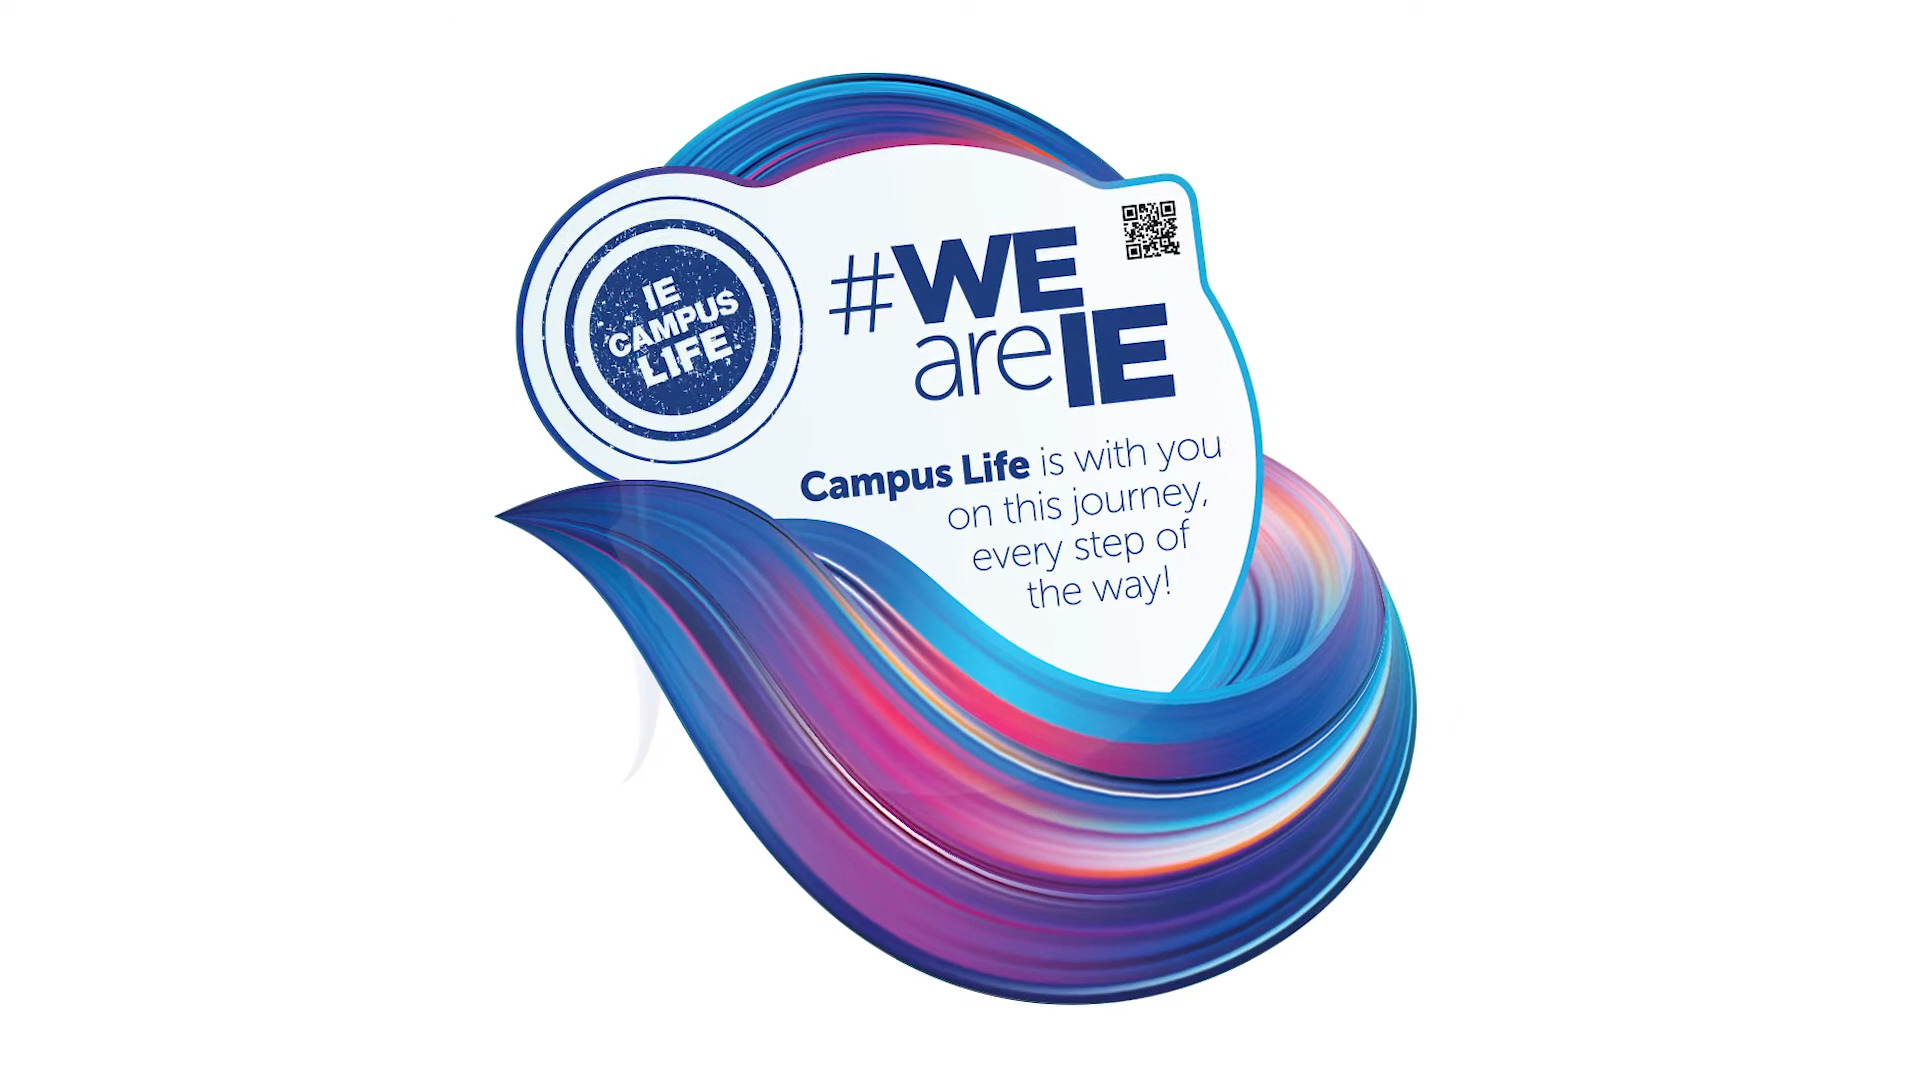 IE
CAMPUS
LIFE
#WE
areIE
Campus Life is with you
on this journey,
every step of
the way!